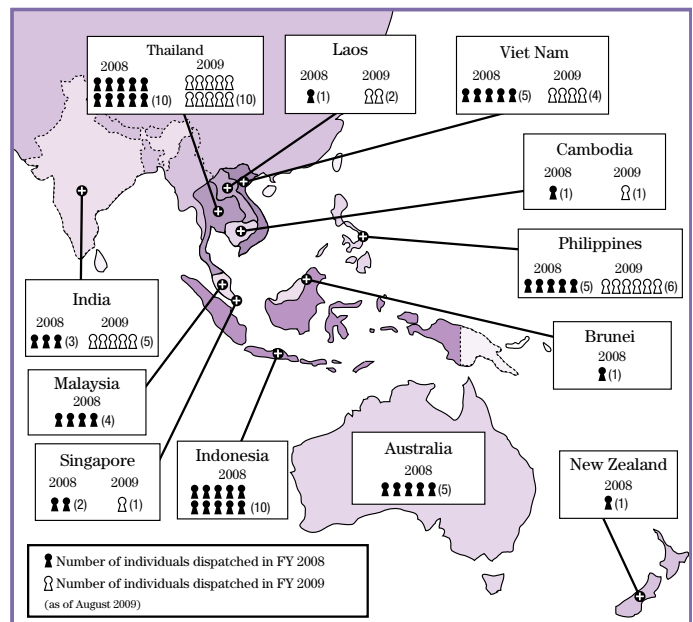 Thailand
2008 2009
(10) (10)
Laos
2008 2009
(1) (2)
Viet Nam
2008 2009
(5) (4)
Cambodia
2008 2009
(1) (1)
Philippines
2008 2009
(5) (6)
India
2008 2009
(3) (5)
Brunei
2008
(1)
Malaysia
2008
(4)
Singapore
2008 2009
(2) (1)
Indonesia
2008
(10)
Australia
2008
(5)
New Zealand
2008
(1)
Number of individuals dispatched in FY 2008
Number of individuals dispatched in FY 2009
(as of August 2009)